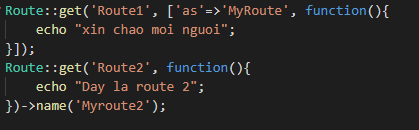 Route::get('Route1', ['as'=>'MyRoute', function(){
    echo "xin chao moi nguoi";
}]);
Route::get('Route2', function(){
    echo "Day la route 2";
})->name('Myroute2');